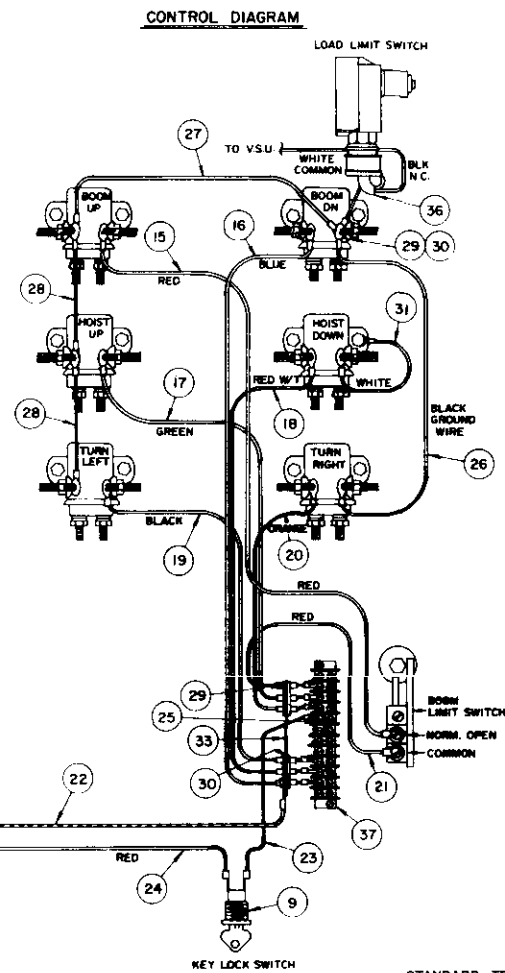 CONTROL DIAGRAM
LOAD LIMIT SWITCH
TO V.S.U.
WHITE
COMMON
BLK
N.C.
27
36
BOOM
UP
BOOM
DN
15
16
29
30
RED
BLUE
28
31
HOIST
UP
HOIST
DOWN
RED W/T
WHITE
17
18
GREEN
BLACK
GROUND
WIRE
28
26
TURN
LEFT
TURN
RIGHT
BLACK
ORANGE
19
20
RED
RED
29
25
33
30
BOOM
LIMIT SWITCH
NORM. OPEN
COMMON
21
22
37
RED
24
23
9
KEY LOCK SWITCH